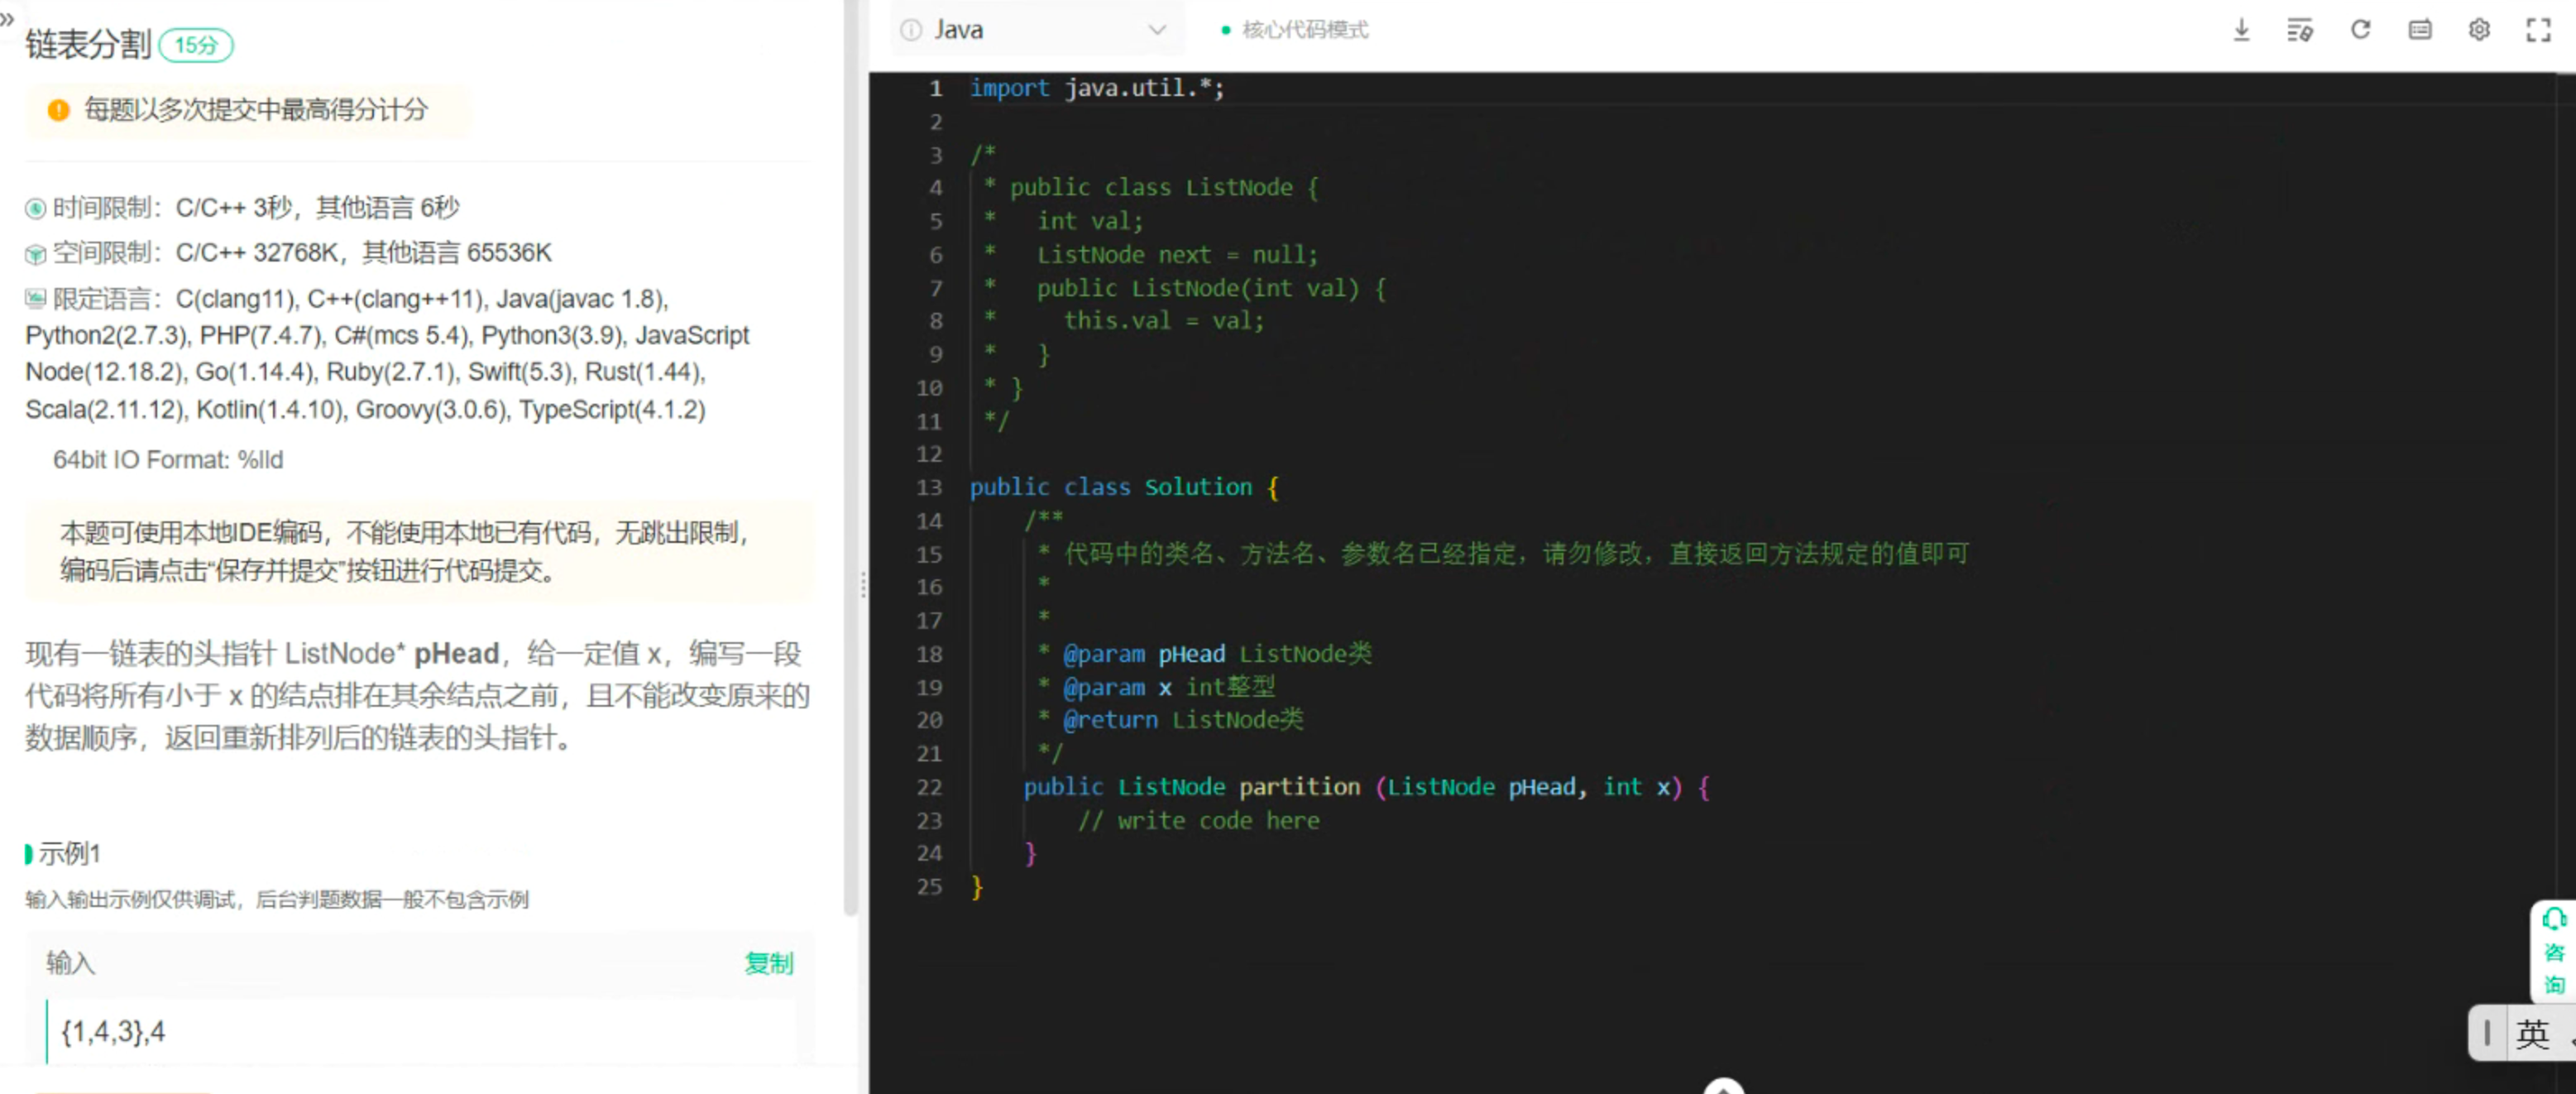 链表分割 15分
每题以多次提交中最高得分计分
时间限制：C/C++ 3秒，其他语言 6秒
空间限制：C/C++ 32768K，其他语言 65536K
限定语言：C(clang11), C++(clang++11), Java(javac 1.8),
Python2(2.7.3), PHP(7.4.7), C#(mcs 5.4), Python3(3.9), JavaScript
Node(12.18.2), Go(1.14.4), Ruby(2.7.1), Swift(5.3), Rust(1.44),
Scala(2.11.12), Kotlin(1.4.10), Groovy(3.0.6), TypeScript(4.1.2)
64bit IO Format: %lld
本题可使用本地IDE编码，不能使用本地已有代码，无跳出限制，
编码后请点击“保存并提交”按钮进行代码提交。
现有一链表的头指针 ListNode* pHead，给一定值 x，编写一段
代码将所有小于 x 的结点排在其余结点之前，且不能改变原来的
数据顺序，返回重新排列后的链表的头指针。
示例1
输入输出示例仅供调试，后台判题数据一般不包含示例
输入 复制
{1,4,3},4
Java 核心代码模式
1 import java.util.*;
2
3 /*
4 * public class ListNode {
5 *   int val;
6 *   ListNode next = null;
7 *   public ListNode(int val) {
8 *     this.val = val;
9 *   }
10 * }
11 */
12
13 public class Solution {
14 /**
15 * 代码中的类名、方法名、参数名已经指定，请勿修改，直接返回方法规定的值即可
16 *
17 *
18 * @param pHead ListNode类
19 * @param x int整型
20 * @return ListNode类
21 */
22 public ListNode partition (ListNode pHead, int x) {
23 // write code here
24 }
25 }
咨
询
英